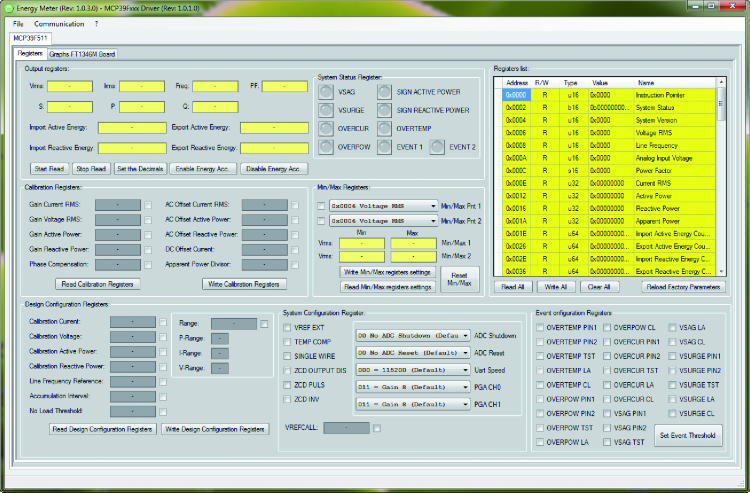 Energy Meter (Rev: 1.0.3.0) - MCP39Fxxx Driver (Rev: 1.0.1.0)
File Communication ?
MCP39F511
Registers Graphs FT1346M Board
Output registers:
Vrms: - Irms: - Freq: - PF: -
S: - P: - Q: -
Import Active Energy: - Export Active Energy: -
Import Reactive Energy: - Export Reactive Energy: -
Start Read Stop Read Set the Decimals Enable Energy Acc. Disable Energy Acc.
System Status Register:
VSAG SIGN ACTIVE POWER
VSURGE SIGN REACTIVE POWER
OVERCUR OVERTEMP
OVERPOW EVENT 1 EVENT 2
Registers list:
Address R/W Type Value Name
0x0000 R u16 0x0000 Instruction Pointer
0x0002 R b16 0b00000000... System Status
0x0004 R u16 0x0000 System Version
0x0006 R u16 0x0000 Voltage RMS
0x0008 R u16 0x0000 Line Frequency
0x000A R u16 0x0000 Analog Input Voltage
0x000C R s16 0x0000 Power Factor
0x000E R u32 0x00000000 Current RMS
0x0012 R u32 0x00000000 Active Power
0x0016 R u32 0x00000000 Reactive Power
0x001A R u32 0x00000000 Apparent Power
0x001E R u64 0x00000000... Import Active Energy Cou...
0x0026 R u64 0x00000000... Export Active Energy Cou...
0x002E R u64 0x00000000... Import Reactive Energy C...
0x0036 R u64 0x00000000... Export Reactive Energy C...
Read All Write All Clear All Reload Factory Parameters
Calibration Registers:
Gain Current RMS: - AC Offset Current RMS: -
Gain Voltage RMS: - AC Offset Active Power: -
Gain Active Power: - AC Offset Reactive Power: -
Gain Reactive Power: - DC Offset Current: -
Phase Compensation: - Apparent Power Divisor: -
Read Calibration Registers Write Calibration Registers
Min/Max Registers:
0x0006 Voltage RMS Min/Max Pnt 1
0x0006 Voltage RMS Min/Max Pnt 2
Min Max
Vrms: - - Min/Max 1
Vrms: - - Min/Max 2
Write Min/Max registers settings
Read Min/Max registers settings
Reset
Min/Max
Design Configuration Registers:
Calibration Current: -
Calibration Voltage: -
Calibration Active Power: -
Calibration Reactive Power: -
Line Frequency Reference: -
Accumulation Interval: -
No Load Threshold: -
Range: -
P-Range: -
I-Range: -
V-Range: -
Read Design Configuration Registers Write Design Configuration Registers
System Configuration Register:
VREF EXT
TEMP COMP
SINGLE WIRE
ZCD OUTPUT DIS
ZCD PULS
ZCD INV
D0 No ADC Shutdown (Defau ADC Shutdown
D0 No ADC Reset (Default) ADC Reset
D00 = 115200 (Default) Uart Speed
D11 = Gain 8 (Default) PGA CH0
D11 = Gain 8 (Default) PGA CH1
VREFCALL: -
Event onfiguration Registers
OVERTEMP PIN1 OVERPOW CL VSAG LA
OVERTEMP PIN2 OVERCUR PIN1 VSAG CL
OVERTEMP TST OVERCUR PIN2 VSURGE PIN1
OVERTEMP LA OVERCUR TST VSURGE PIN2
OVERTEMP CL OVERCUR LA VSURGE TST
OVERPOW PIN1 OVERCUR CL VSURGE LA
OVERPOW PIN2 VSAG PIN1 VSURGE CL
OVERPOW TST VSAG PIN2
OVERPOW LA VSAG TST
Set Event Threshold